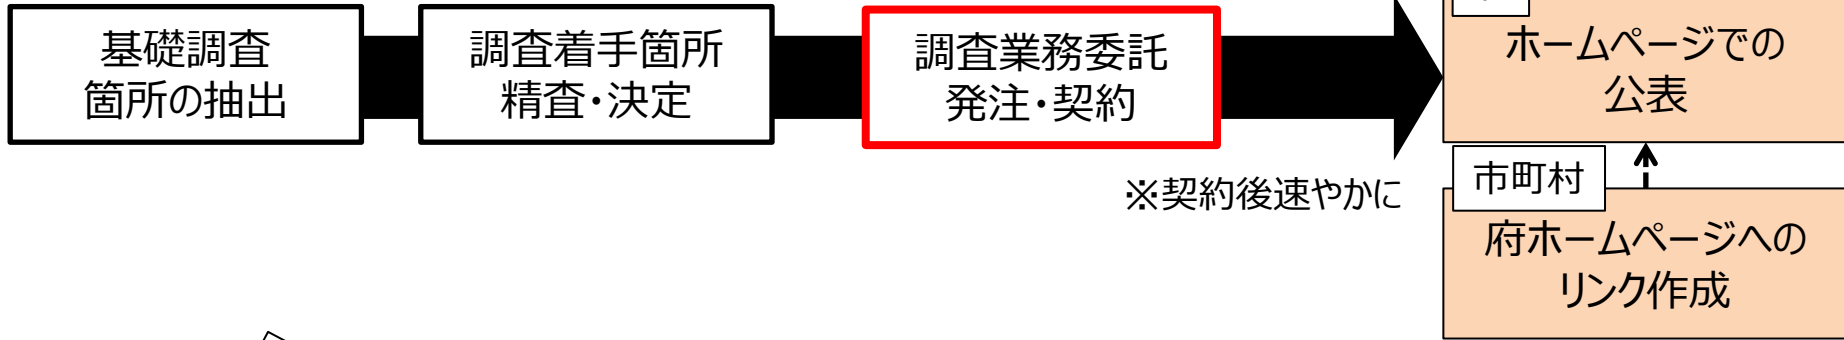 基礎調査
箇所の抽出
調査着手箇所
精査・決定
調査業務委託
発注・契約
※契約後速やかに
ホームページでの
公表
市町村
府ホームページへの
リンク作成